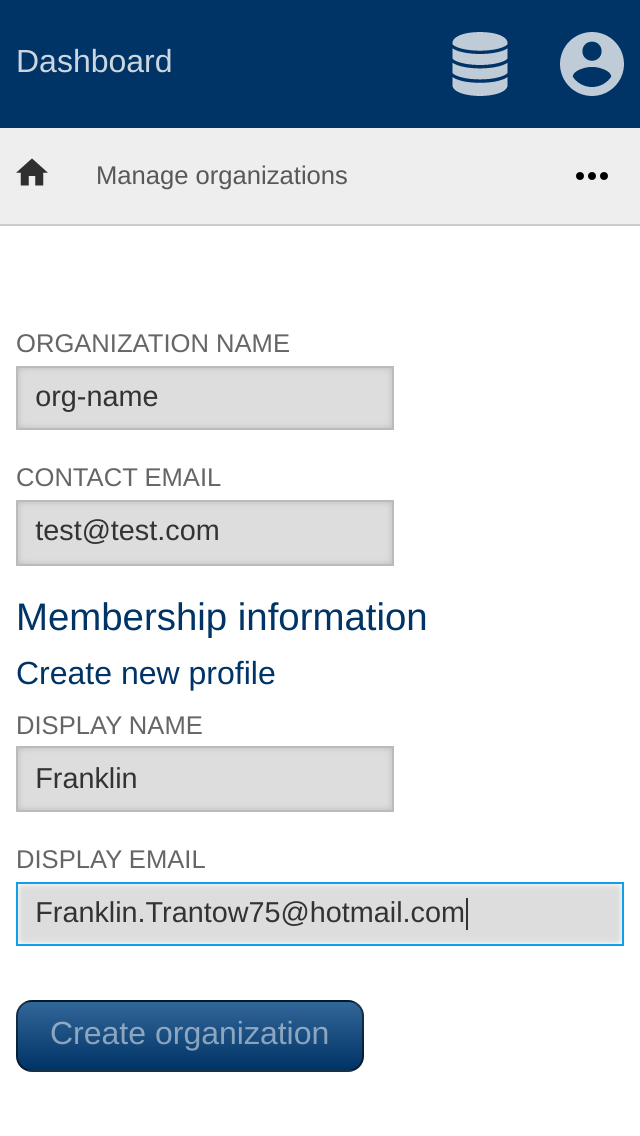 Dashboard
Manage organizations
ORGANIZATION NAME
org-name
CONTACT EMAIL
test@test.com
Membership information
Create new profile
DISPLAY NAME
Franklin
DISPLAY EMAIL
Franklin.Trantow75@hotmail.com
Create organization